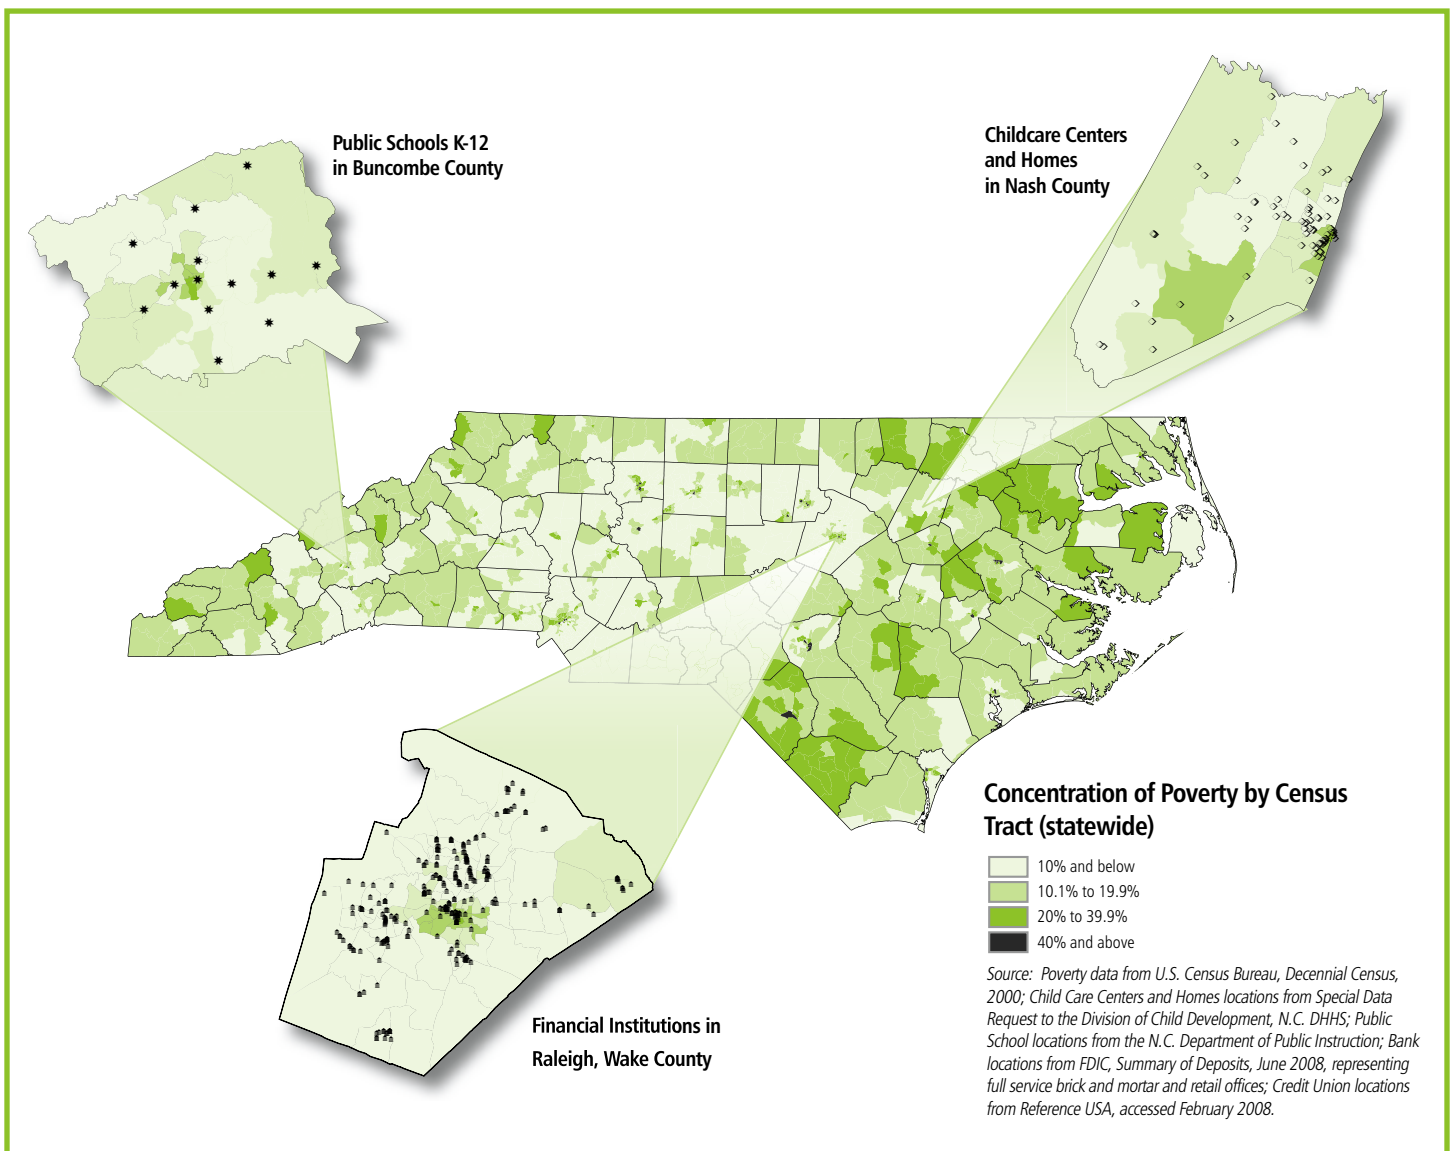 Public Schools K-12
in Buncombe County
Childcare Centers
and Homes
in Nash County
Concentration of Poverty by Census
Tract (statewide)
10% and below
10.1% to 19.9%
20% to 39.9%
40% and above
Source: Poverty data from U.S. Census Bureau, Decennial Census,
2000; Child Care Centers and Homes locations from Special Data
Request to the Division of Child Development, N.C. DHHS; Public
School locations from the N.C. Department of Public Instruction; Bank
locations from FDIC, Summary of Deposits, June 2008, representing
full service brick and mortar and retail offices; Credit Union locations
from Reference USA, accessed February 2008.
Financial Institutions in
Raleigh, Wake County